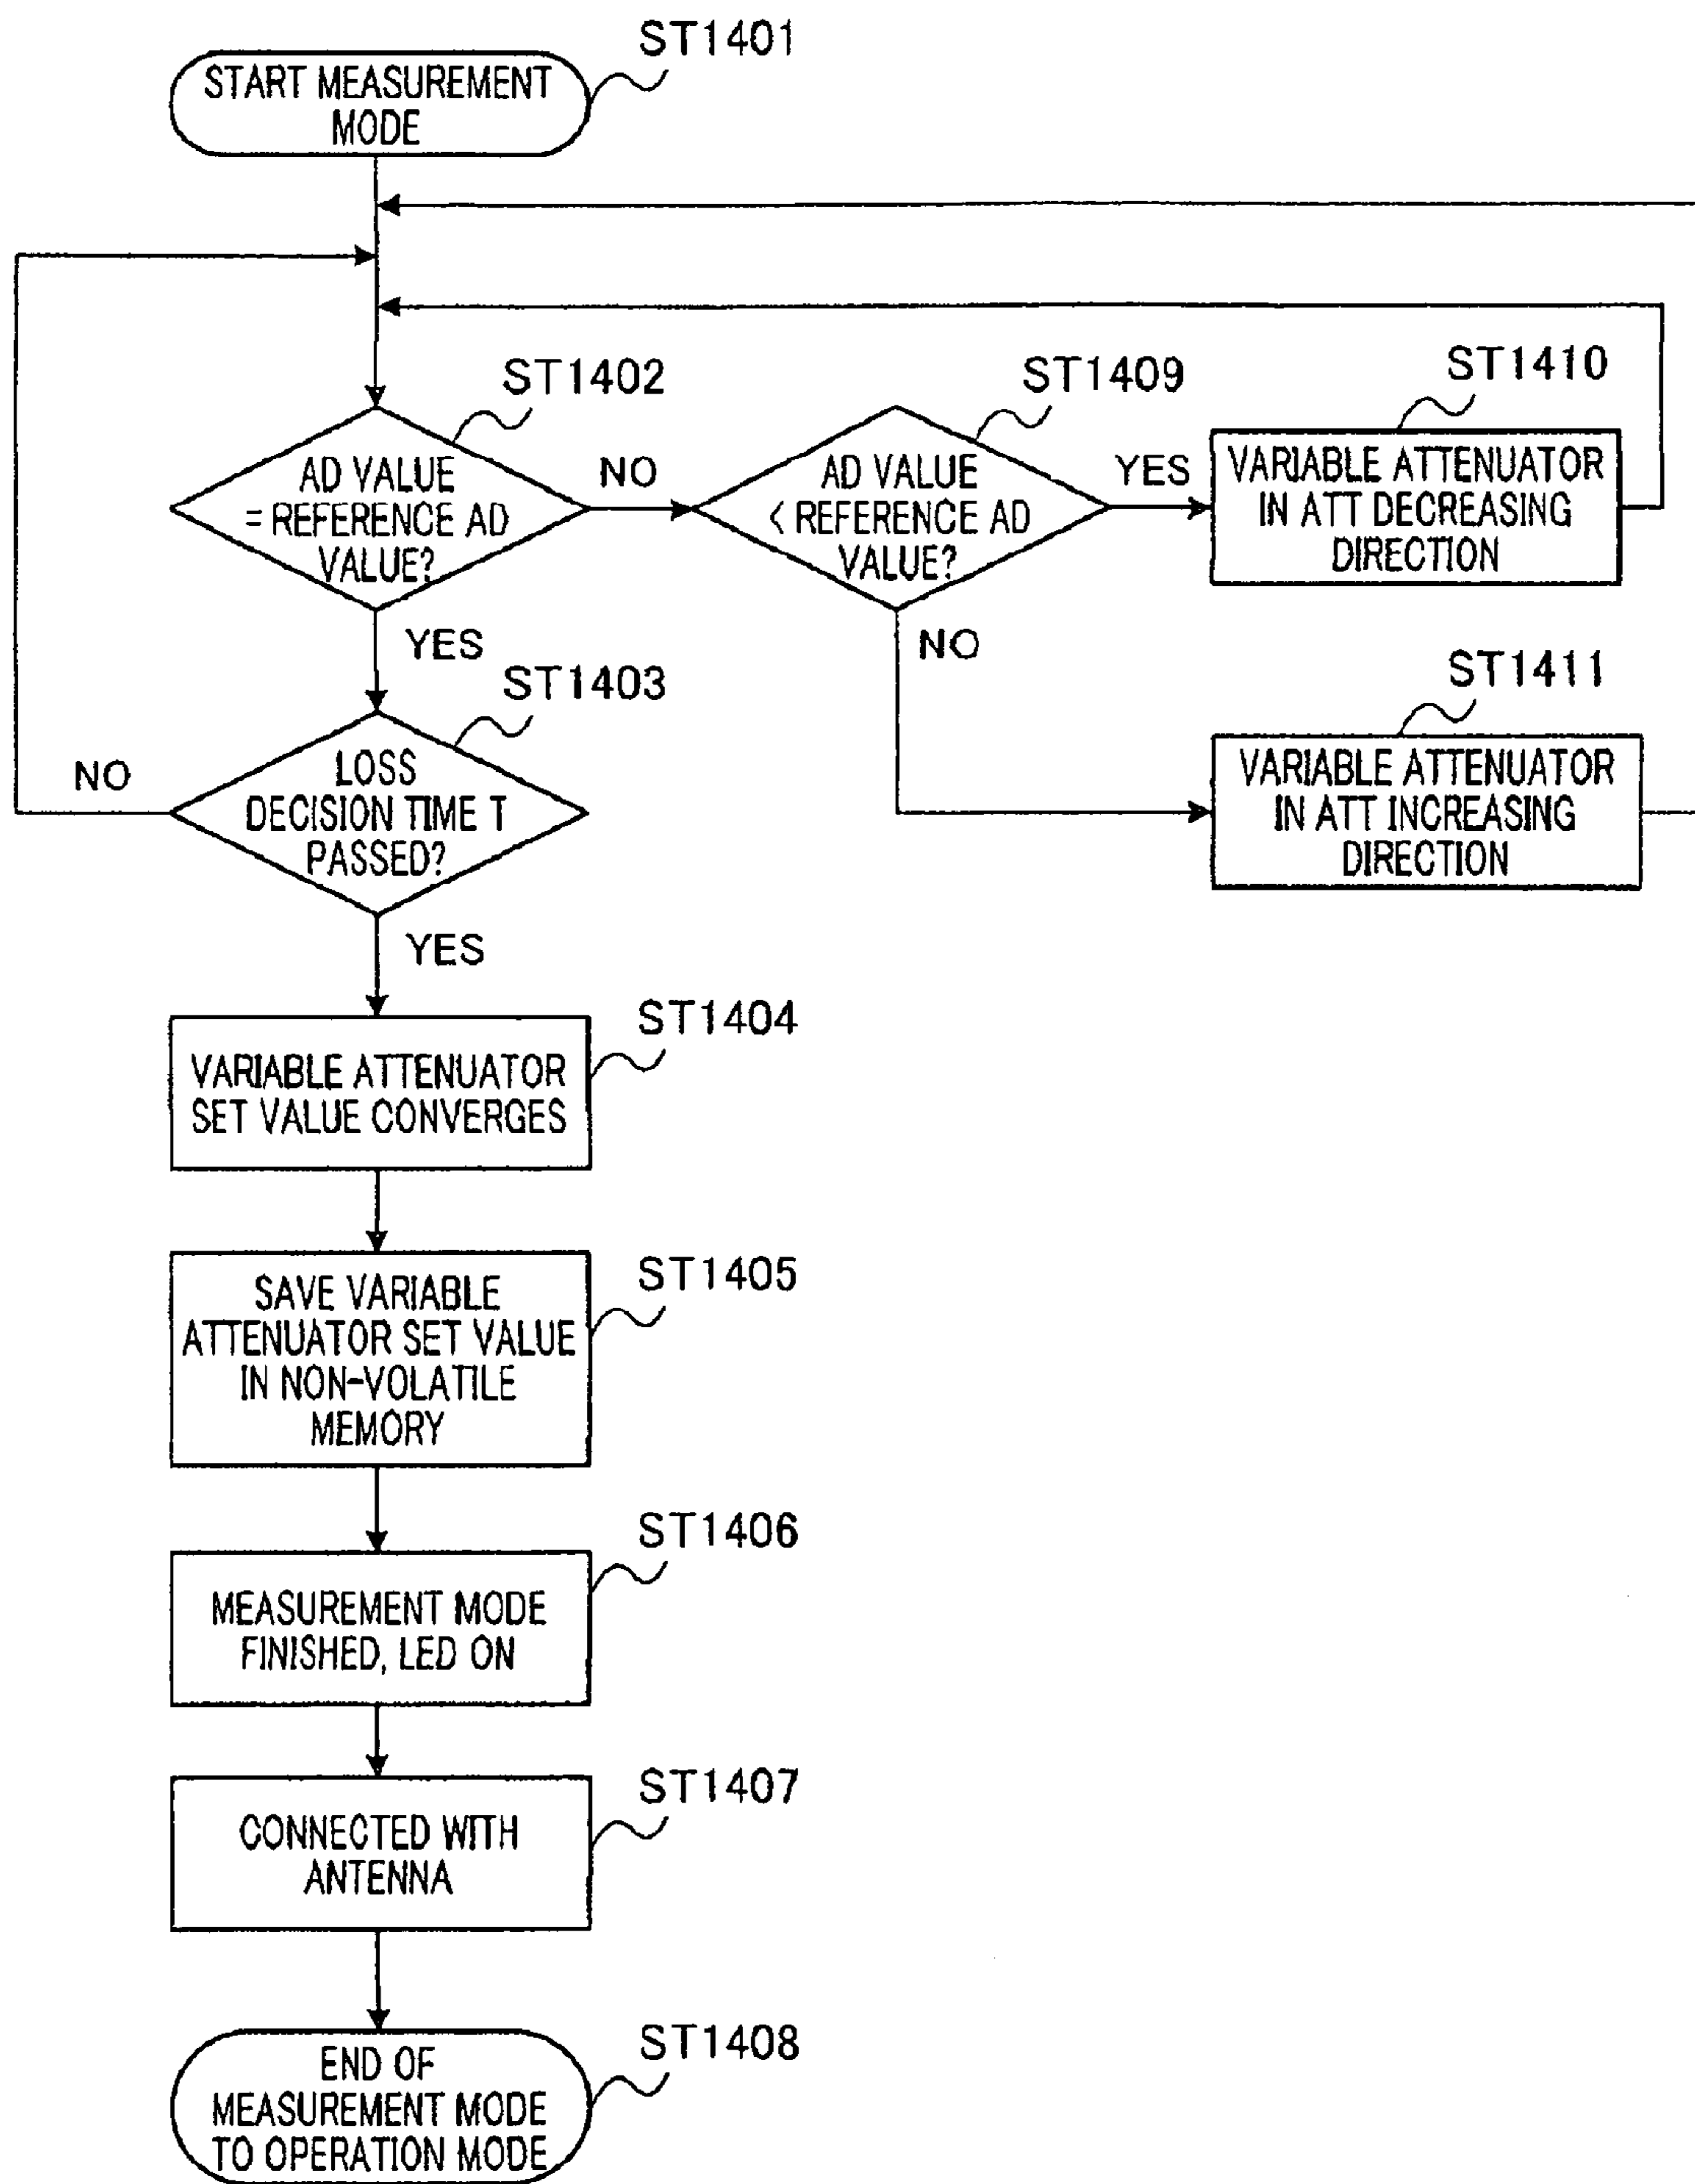 ST1401
START MEASUREMENT
MODE
ST1402
AD VALUE
= REFERENCE AD
VALUE?
NO
YES
ST1409
AD VALUE
< REFERENCE AD
VALUE?
YES
NO
ST1410
VARIABLE ATTENUATOR
IN ATT DECREASING
DIRECTION
ST1411
VARIABLE ATTENUATOR
IN ATT INCREASING
DIRECTION
ST1403
LOSS
DECISION TIME T
PASSED?
NO
YES
ST1404
VARIABLE ATTENUATOR
SET VALUE CONVERGES
ST1405
SAVE VARIABLE
ATTENUATOR SET VALUE
IN NON-VOLATILE
MEMORY
ST1406
MEASUREMENT MODE
FINISHED, LED ON
ST1407
CONNECTED WITH
ANTENNA
ST1408
END OF
MEASUREMENT MODE
TO OPERATION MODE